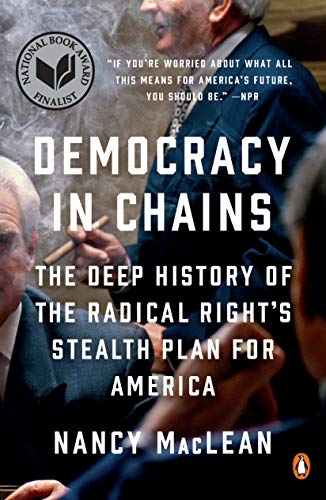 NATIONAL BOOK AWARD
FINALIST
"IF YOU'RE WORRIED ABOUT WHAT ALL
THIS MEANS FOR AMERICA'S FUTURE,
YOU SHOULD BE." —NPR
DEMOCRACY
IN CHAINS
THE DEEP HISTORY OF
THE RADICAL RIGHT'S
STEALTH PLAN FOR
AMERICA
NANCY MACLEAN